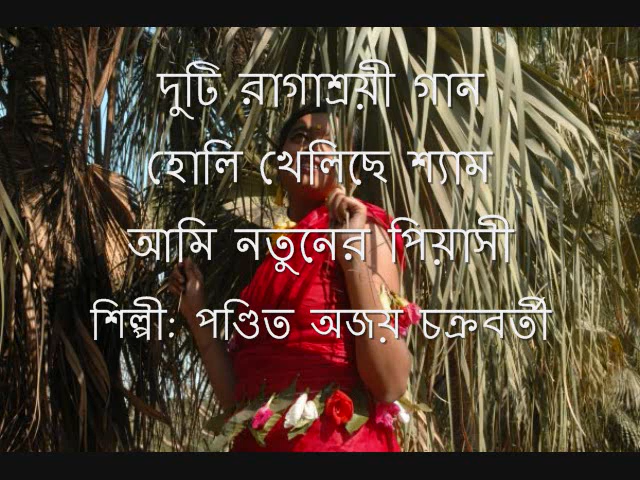 দুটি রাগাশ্রয়ী গান
হোলি খেলিছে শ্যাম
আমি নতুনের পিয়াসী
শিল্পী: পণ্ডিত অজয় চক্রবর্তী